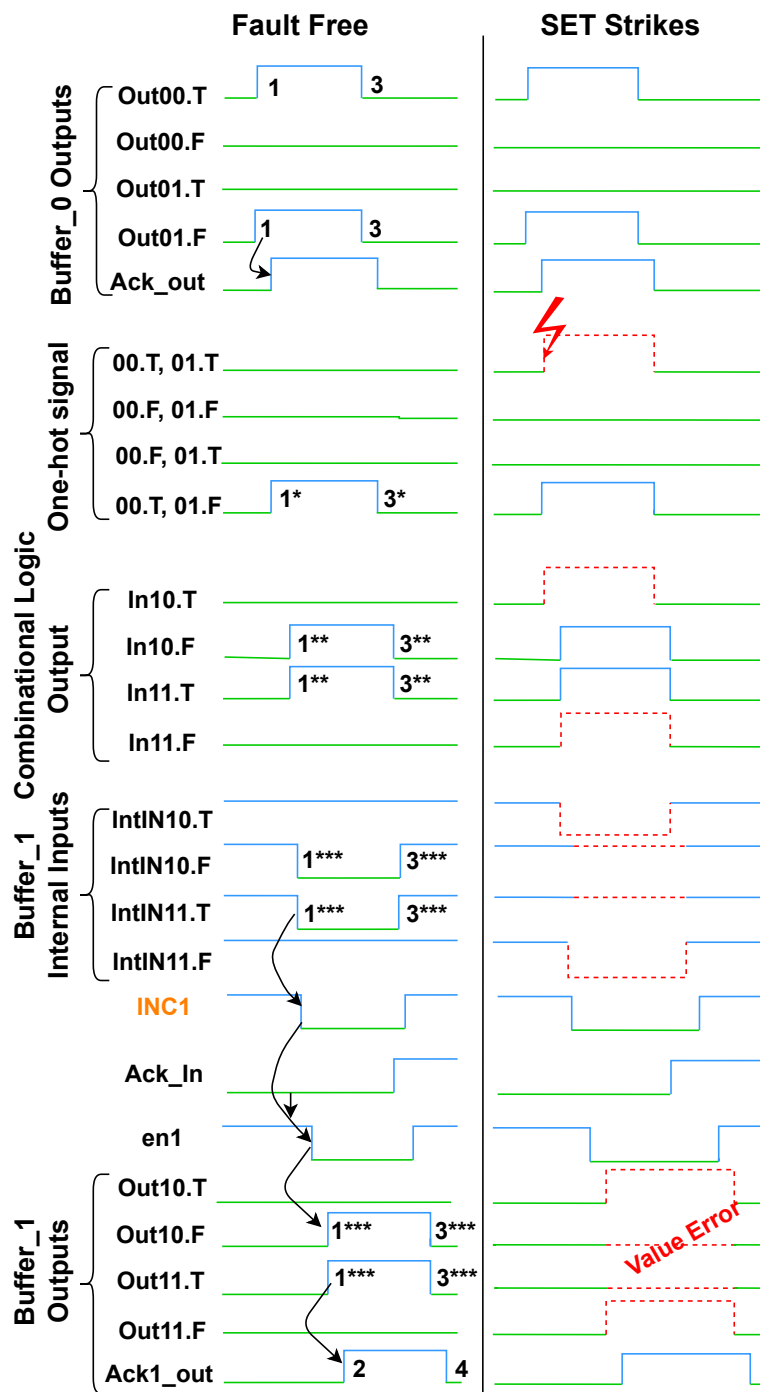 Fault Free
SET Strikes
Buffer_0 Outputs
Out00.T
1
3
Out00.F
Out01.T
Out01.F
1
3
Ack_out
One-hot signal
00.T, 01.T
00.F, 01.F
00.F, 01.T
00.T, 01.F
1*
3*
Combinational Logic
Output
In10.T
In10.F
1**
3**
In11.T
1**
3**
In11.F
Buffer_1
Internal Inputs
IntIN10.T
IntIN10.F
1***
3***
IntIN11.T
1***
3***
IntIN11.F
INC1
Ack_In
en1
Buffer_1
Outputs
Out10.T
Out10.F
1***
3***
Value Error
Out11.T
1***
3***
Out11.F
Ack1_out
2
4